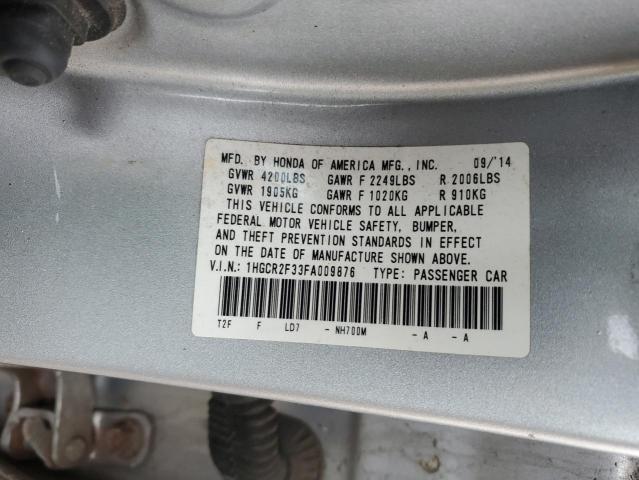 MFD. BY HONDA OF AMERICA MFG., INC. 09/'14
GVWR 4200LBS GAWR F 2249LBS R 2006LBS
GVWR 1905KG GAWR F 1020KG R 910KG
THIS VEHICLE CONFORMS TO ALL APPLICABLE
FEDERAL MOTOR VEHICLE SAFETY, BUMPER,
AND THEFT PREVENTION STANDARDS IN EFFECT
ON THE DATE OF MANUFACTURE SHOWN ABOVE.
V.I.N.: 1HGCR2F33FA009876 TYPE: PASSENGER CAR
T2F F LD7 - NH700M - A - A